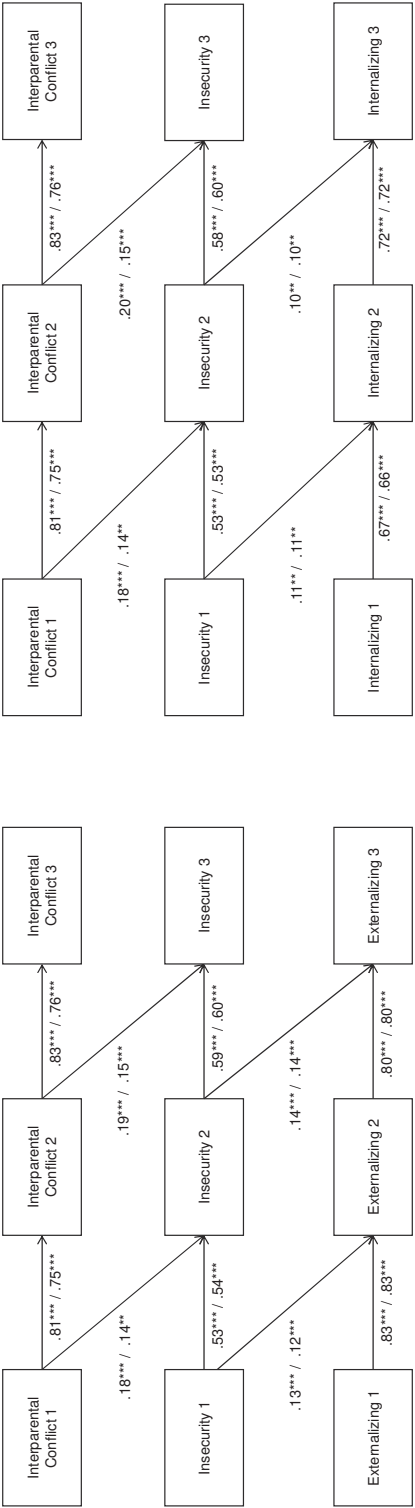 Interparental
Conflict 1
Interparental
Conflict 2
Interparental
Conflict 3
.81*** / .75***
.83*** / .76***
.18*** / .14**
.19*** / .15***
Insecurity 1
Insecurity 2
Insecurity 3
.53*** / .54***
.59*** / .60***
.13*** / .12***
.14*** / .14***
Externalizing 1
Externalizing 2
Externalizing 3
.83*** / .83***
.80*** / .80***
Interparental
Conflict 1
Interparental
Conflict 2
Interparental
Conflict 3
.81*** / .75***
.83*** / .76***
.18*** / .14**
.20*** / .15***
Insecurity 1
Insecurity 2
Insecurity 3
.53*** / .53***
.58*** / .60***
.11** / .11**
.10** / .10**
Internalizing 1
Internalizing 2
Internalizing 3
.67*** / .66***
.72*** / .72***